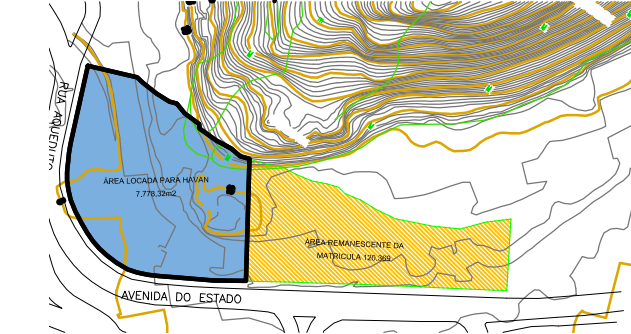 RUA AQUEDUTO
ÁREA LOCADA PARA HAVAN
7,778,32m2
ÁREA REMANESCENTE DA
MATRICULA 120,369
AVENIDA DO ESTADO